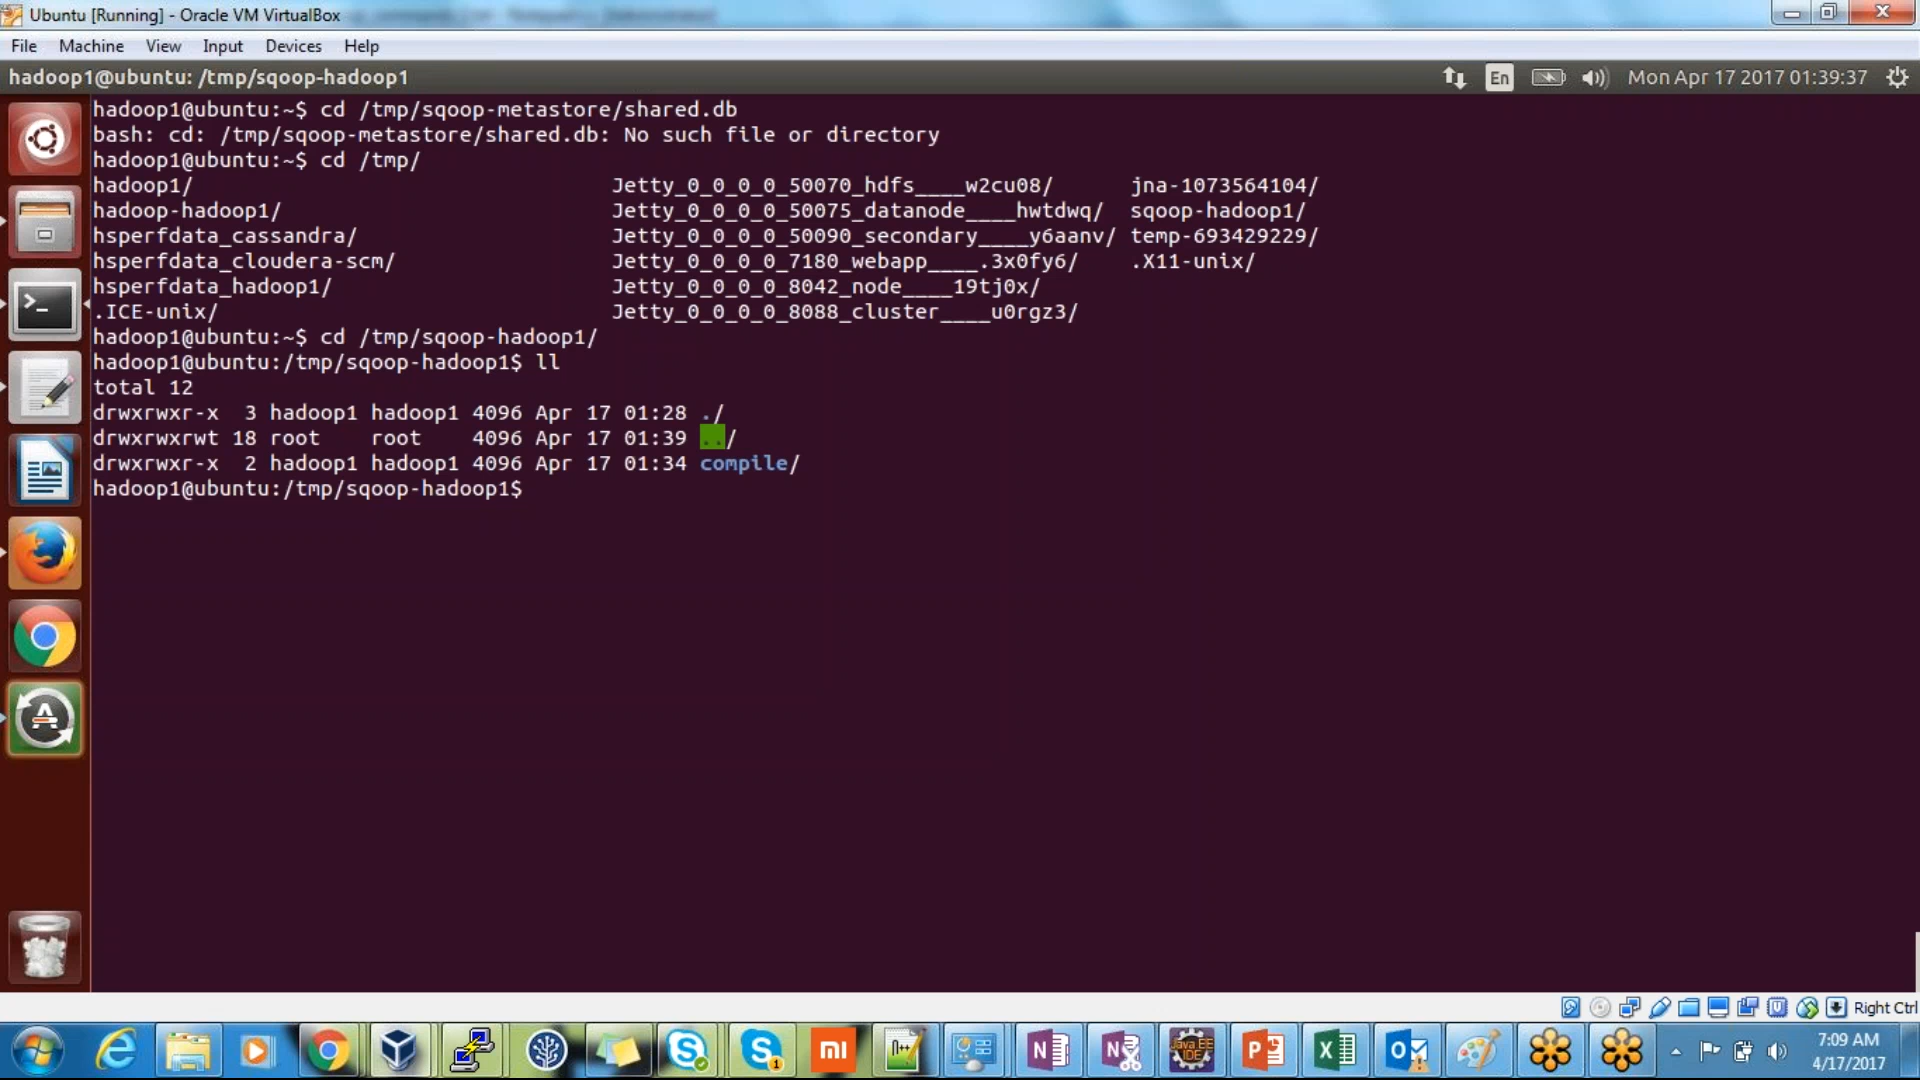 Ubuntu [Running] - Oracle VM VirtualBox
File Machine View Input Devices Help
hadoop1@ubuntu: /tmp/sqoop-hadoop1 En Mon Apr 17 2017 01:39:37
hadoop1@ubuntu:~$ cd /tmp/sqoop-metastore/shared.db
bash: cd: /tmp/sqoop-metastore/shared.db: No such file or directory
hadoop1@ubuntu:~$ cd /tmp/
hadoop1/ Jetty_0_0_0_0_50070_hdfs____w2cu08/ jna-1073564104/
hadoop-hadoop1/ Jetty_0_0_0_0_50075_datanode____hwtdwq/ sqoop-hadoop1/
hsperfdata_cassandra/ Jetty_0_0_0_0_50090_secondary____y6aanv/ temp-693429229/
hsperfdata_cloudera-scm/ Jetty_0_0_0_0_7180_webapp____.3x0fy6/ .X11-unix/
hsperfdata_hadoop1/ Jetty_0_0_0_0_8042_node____19tj0x/
.ICE-unix/ Jetty_0_0_0_0_8088_cluster____u0rgz3/
hadoop1@ubuntu:~$ cd /tmp/sqoop-hadoop1/
hadoop1@ubuntu:/tmp/sqoop-hadoop1$ ll
total 12
drwxrwxr-x 3 hadoop1 hadoop1 4096 Apr 17 01:28 ./
drwxrwxrwt 18 root root 4096 Apr 17 01:39 ../
drwxrwxr-x 2 hadoop1 hadoop1 4096 Apr 17 01:34 compile/
hadoop1@ubuntu:/tmp/sqoop-hadoop1$
Right Ctrl
7:09 AM
4/17/2017